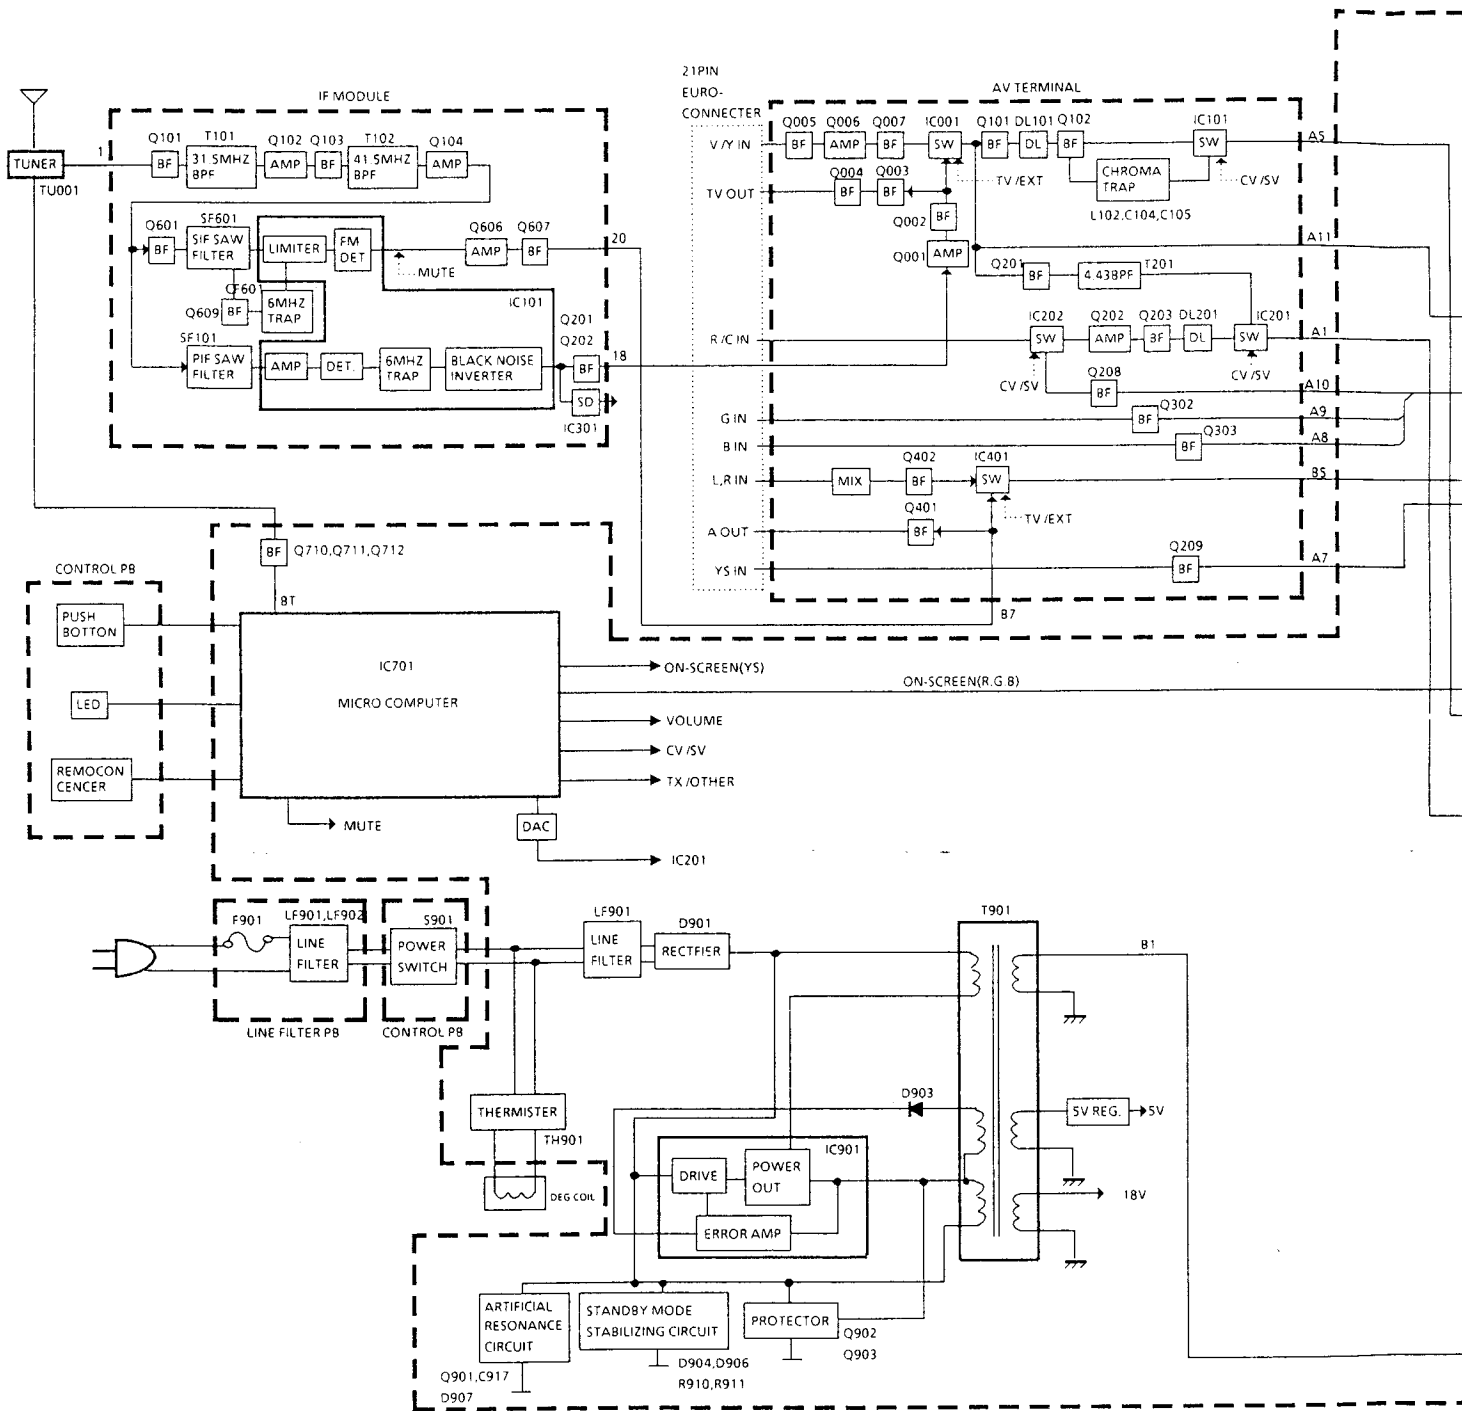 IF MODULE
Q101
T101
Q102
Q103
T102
Q104
TUNER
TU001
1
BF
31.5MHZ
BPF
AMP
BF
41.5MHZ
BPF
AMP
Q601
SF601
BF
SIF SAW
FILTER
LIMITER
FM
DET
MUTE
Q606
AMP
Q607
BF
20
CF601
Q609
BF
6MHZ
TRAP
IC101
SF101
PIF SAW
FILTER
AMP
DET.
6MHZ
TRAP
BLACK NOISE
INVERTER
Q201
Q202
BF
18
SD
IC301
21PIN
EURO-
CONNECTER
AV TERMINAL
V/Y IN
Q005
BF
Q006
AMP
Q007
BF
IC001
SW
Q101
BF
DL101
DL
Q102
BF
IC101
SW
A5
TV/EXT
CHROMA
TRAP
L102,C104,C105
CV/SV
TV OUT
Q004
BF
Q003
BF
Q002
BF
Q001
AMP
A11
Q201
BF
T201
4.43BPF
R/C IN
IC202
SW
Q202
AMP
Q203
BF
DL201
DL
IC201
SW
A1
CV/SV
CV/SV
Q208
BF
A10
G IN
Q302
BF
A9
B IN
Q303
BF
A8
L,R IN
MIX
Q402
BF
IC401
SW
B5
TV/EXT
A OUT
Q401
BF
YS IN
Q209
BF
A7
B7
BF
Q710,Q711,Q712
BT
CONTROL PB
PUSH
BOTTON
LED
REMOCON
CENCER
IC701
MICRO COMPUTER
ON-SCREEN(YS)
ON-SCREEN(R.G.B)
VOLUME
CV/SV
TX/OTHER
MUTE
DAC
IC201
F901
LF901,LF902
LINE
FILTER
LINE FILTER PB
S901
POWER
SWITCH
CONTROL PB
LF901
LINE
FILTER
D901
RECTFIER
T901
B1
THERMISTER
TH901
DEG COIL
D903
5V REG.
5V
18V
IC901
DRIVE
POWER
OUT
ERROR AMP
ARTIFICIAL
RESONANCE
CIRCUIT
Q901,C917
D907
STANDBY MODE
STABILIZING CIRCUIT
D904,D906
R910,R911
PROTECTOR
Q902
Q903